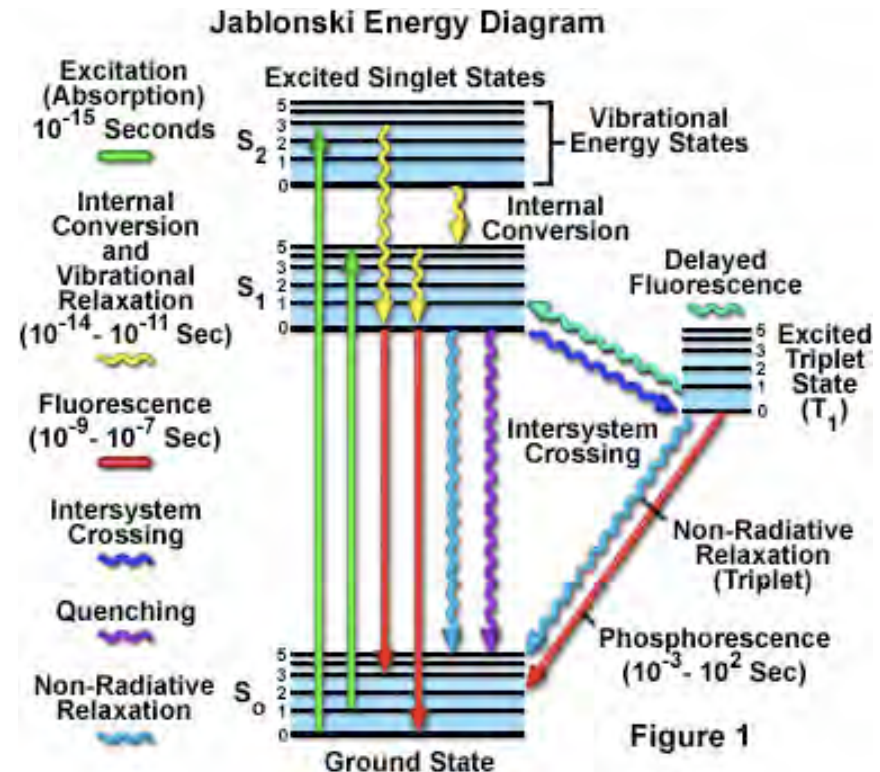 Jablonski Energy Diagram
Excitation
(Absorption)
10⁻¹⁵ Seconds
Internal
Conversion
and
Vibrational
Relaxation
(10⁻¹⁴- 10⁻¹¹ Sec)
Fluorescence
(10⁻⁹- 10⁻⁷ Sec)
Intersystem
Crossing
Quenching
Non-Radiative
Relaxation
Excited Singlet States
5
3
2
1
0
S₂
Vibrational
Energy States
Internal
Conversion
5
3
2
1
0
S₁
Delayed
Fluorescence
5
3
2
1
0
Excited
Triplet
State
(T₁)
Intersystem
Crossing
Non-Radiative
Relaxation
(Triplet)
Phosphorescence
(10⁻³- 10² Sec)
5
3
2
1
0
Sₒ
Ground State
Figure 1